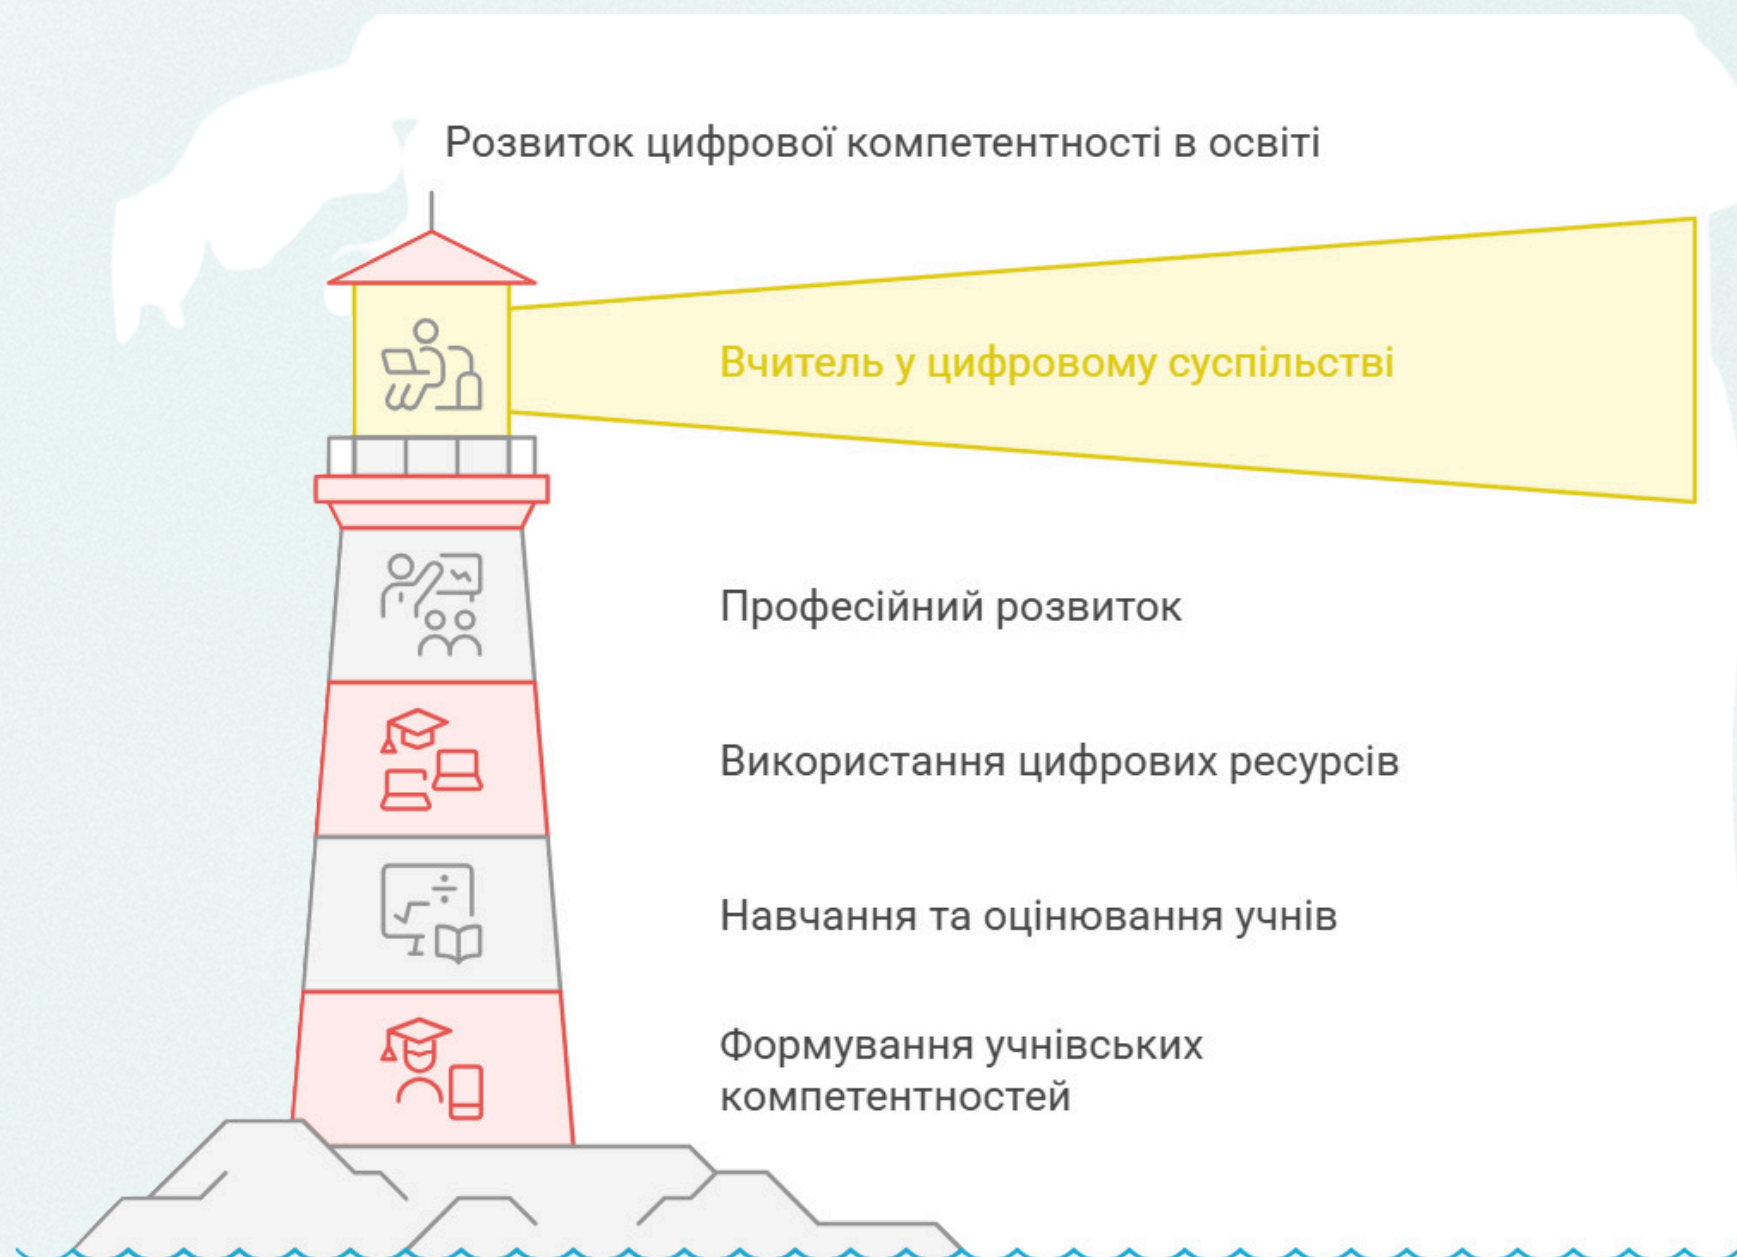 Розвиток цифрової компетентності в освіті
Вчитель у цифровому суспільстві
Професійний розвиток
Використання цифрових ресурсів
Навчання та оцінювання учнів
Формування учнівських
компетентностей